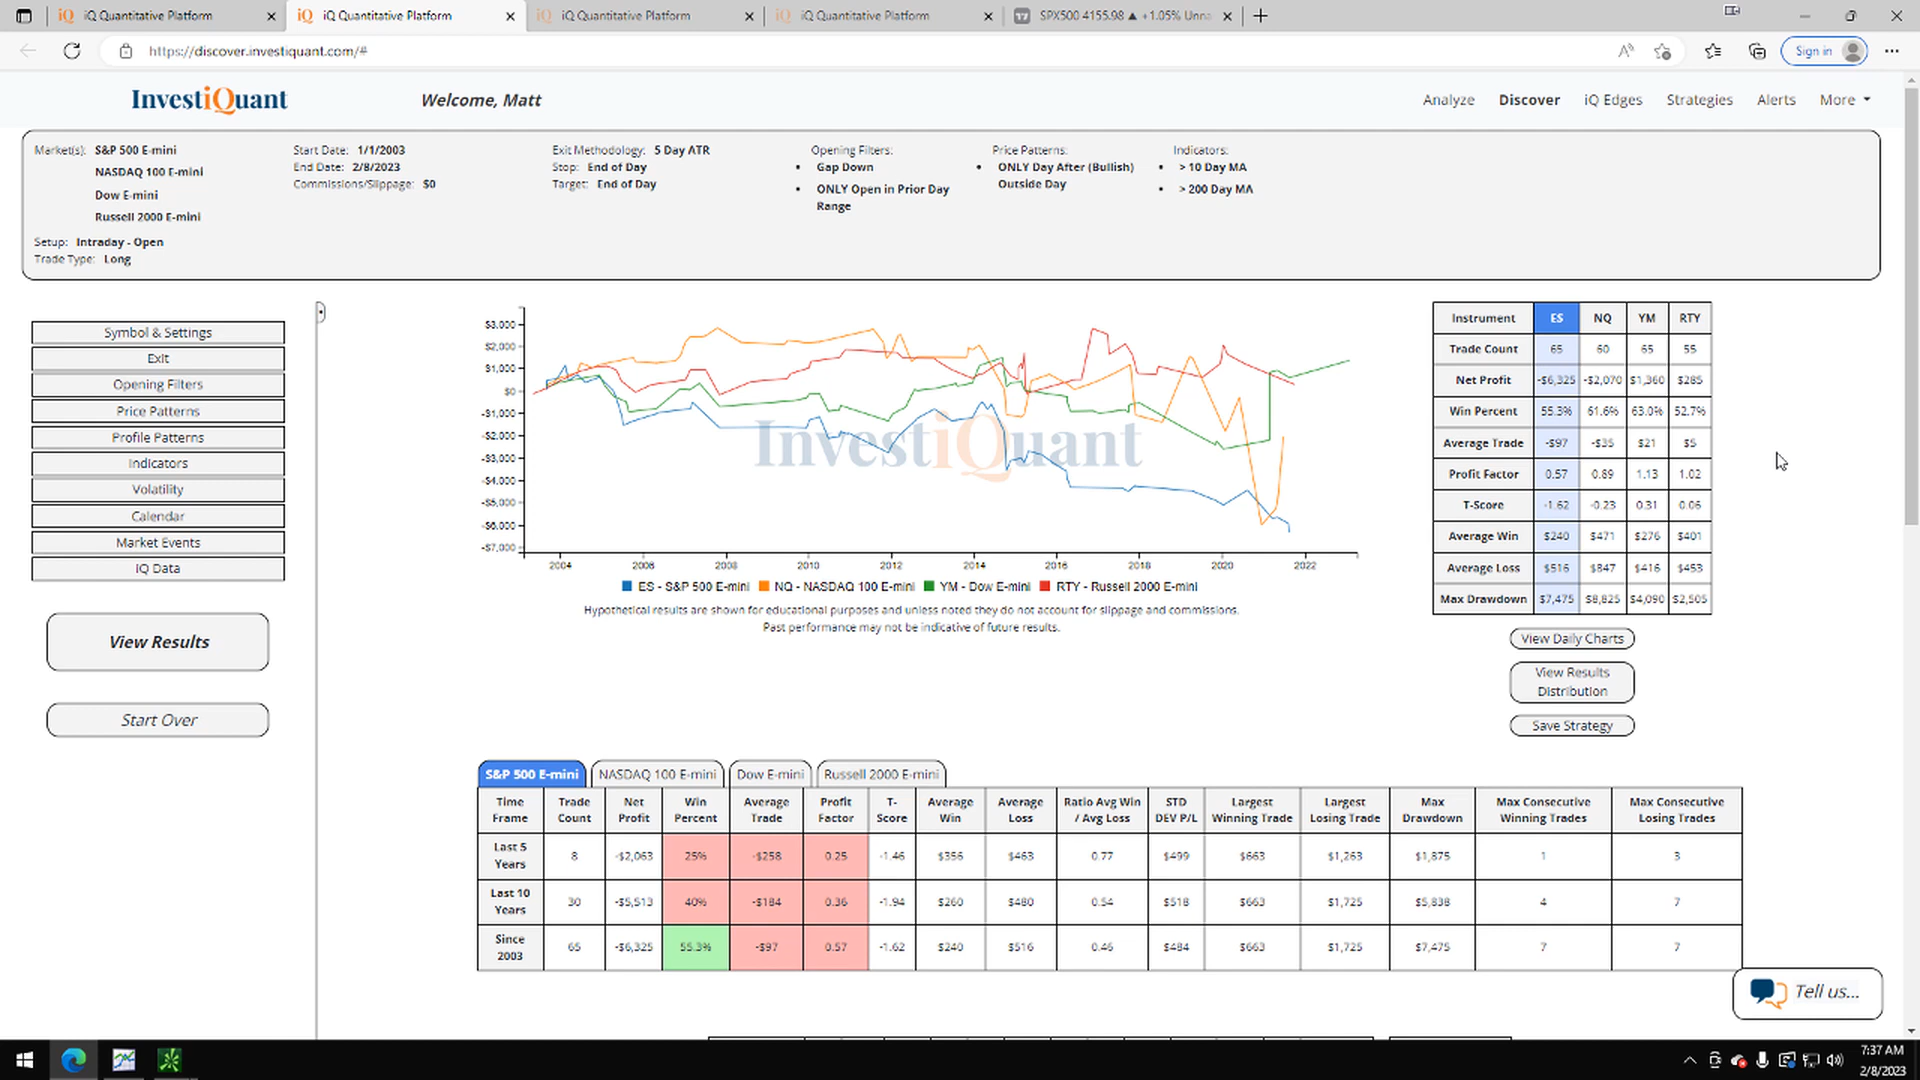 iQ Quantitative Platform
iQ Quantitative Platform
iQ Quantitative Platform
iQ Quantitative Platform
SPX500 4155.98 ▲ +1.05% Unna
https://discover.investiquant.com/#
Sign in
InvestiQuant
Welcome, Matt
Analyze Discover iQ Edges Strategies Alerts More
Market(s): S&P 500 E-mini
NASDAQ 100 E-mini
Dow E-mini
Russell 2000 E-mini
Setup: Intraday - Open
Trade Type: Long
Start Date: 1/1/2003
End Date: 2/8/2023
Commissions/Slippage: $0
Exit Methodology: 5 Day ATR
Stop: End of Day
Target: End of Day
Opening Filters:
• Gap Down
• ONLY Open in Prior Day
Range
Price Patterns:
• ONLY Day After (Bullish)
Outside Day
Indicators:
• > 10 Day MA
• > 200 Day MA
Symbol & Settings
Exit
Opening Filters
Price Patterns
Profile Patterns
Indicators
Volatility
Calendar
Market Events
iQ Data
View Results
Start Over
$3,000
$2,000
$1,000
$0
-$1,000
-$2,000
-$3,000
-$4,000
-$5,000
-$6,000
-$7,000
InvestiQuant
2004 2006 2008 2010 2012 2014 2016 2018 2020 2022
ES - S&P 500 E-mini NQ - NASDAQ 100 E-mini YM - Dow E-mini RTY - Russell 2000 E-mini
Hypothetical results are shown for educational purposes and unless noted they do not account for slippage and commissions.
Past performance may not be indicative of future results.
Instrument ES NQ YM RTY
Trade Count 65 60 65 55
Net Profit -$6,325 -$2,070 $1,360 $285
Win Percent 55.3% 61.6% 63.0% 52.7%
Average Trade -$97 -$35 $21 $5
Profit Factor 0.57 0.89 1.13 1.02
T-Score -1.62 -0.23 0.31 0.06
Average Win $240 $471 $276 $401
Average Loss $516 $847 $416 $453
Max Drawdown $7,475 $8,825 $4,090 $2,505
View Daily Charts
View Results
Distribution
Save Strategy
S&P 500 E-mini NASDAQ 100 E-mini Dow E-mini Russell 2000 E-mini
Time Trade Net Win Average Profit T- Average Average Ratio Avg Win STD Largest Largest Max Max Consecutive Max Consecutive
Frame Count Profit Percent Trade Factor Score Win Loss / Avg Loss DEV P/L Winning Trade Losing Trade Drawdown Winning Trades Losing Trades
Last 5
Years 8 -$2,063 25% -$258 0.25 -1.46 $356 $463 0.77 $499 $663 $1,263 $1,875 1 3
Last 10
Years 30 -$5,513 40% -$184 0.36 -1.94 $260 $480 0.54 $518 $663 $1,725 $5,838 4 7
Since
2003 65 -$6,325 55.3% -$97 0.57 -1.62 $240 $516 0.46 $484 $663 $1,725 $7,475 7 7
Tell us...
7:37 AM
2/8/2023